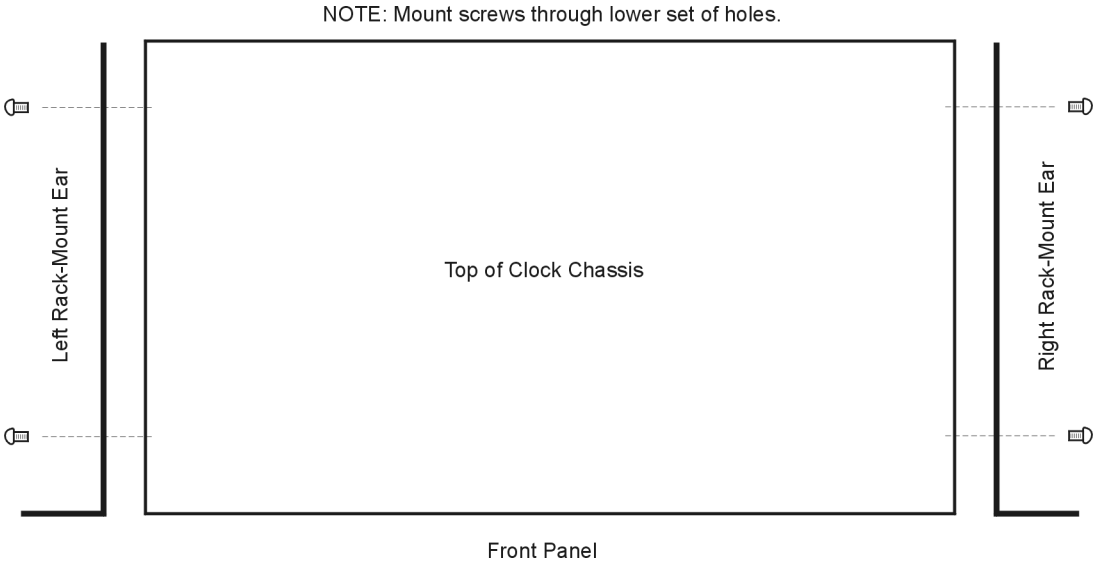 NOTE: Mount screws through lower set of holes.
Left Rack-Mount Ear
Top of Clock Chassis
Right Rack-Mount Ear
Front Panel